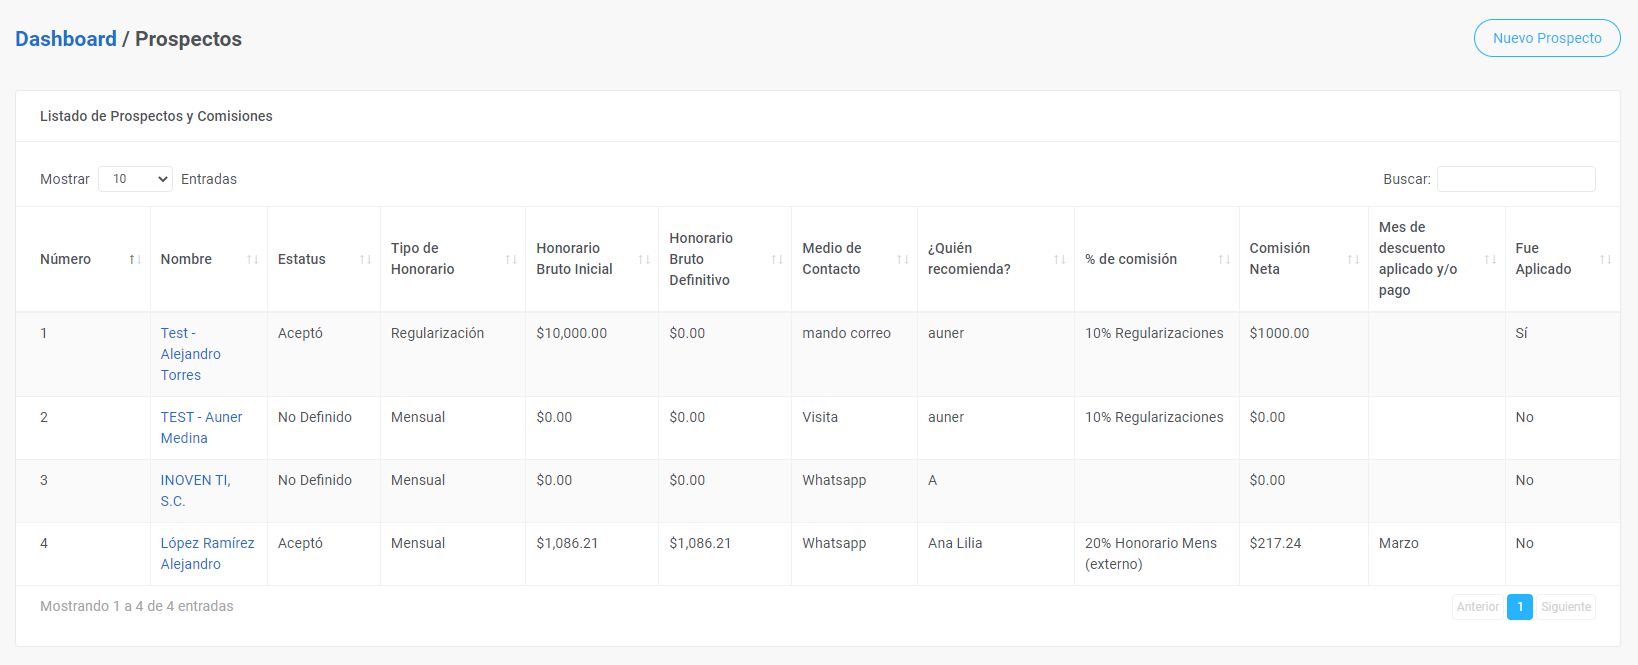 Dashboard / Prospectos
Nuevo Prospecto
Listado de Prospectos y Comisiones
Mostrar 10 Entradas
Buscar:
Número
Nombre
Estatus
Tipo de
Honorario
Honorario
Bruto Inicial
Honorario
Bruto
Definitivo
Medio de
Contacto
¿Quién
recomienda?
% de comisión
Comisión
Neta
Mes de
descuento
aplicado y/o
pago
Fue
Aplicado
1
Test -
Alejandro
Torres
Aceptó
Regularización
$10,000.00
$0.00
mando correo
auner
10% Regularizaciones
$1000.00
Sí
2
TEST - Auner
Medina
No Definido
Mensual
$0.00
$0.00
Visita
auner
10% Regularizaciones
$0.00
No
3
INOVEN TI,
S.C.
No Definido
Mensual
$0.00
$0.00
Whatsapp
A
$0.00
No
4
López Ramírez
Alejandro
Aceptó
Mensual
$1,086.21
$1,086.21
Whatsapp
Ana Lilia
20% Honorario Mens
(externo)
$217.24
Marzo
No
Mostrando 1 a 4 de 4 entradas
Anterior 1 Siguiente